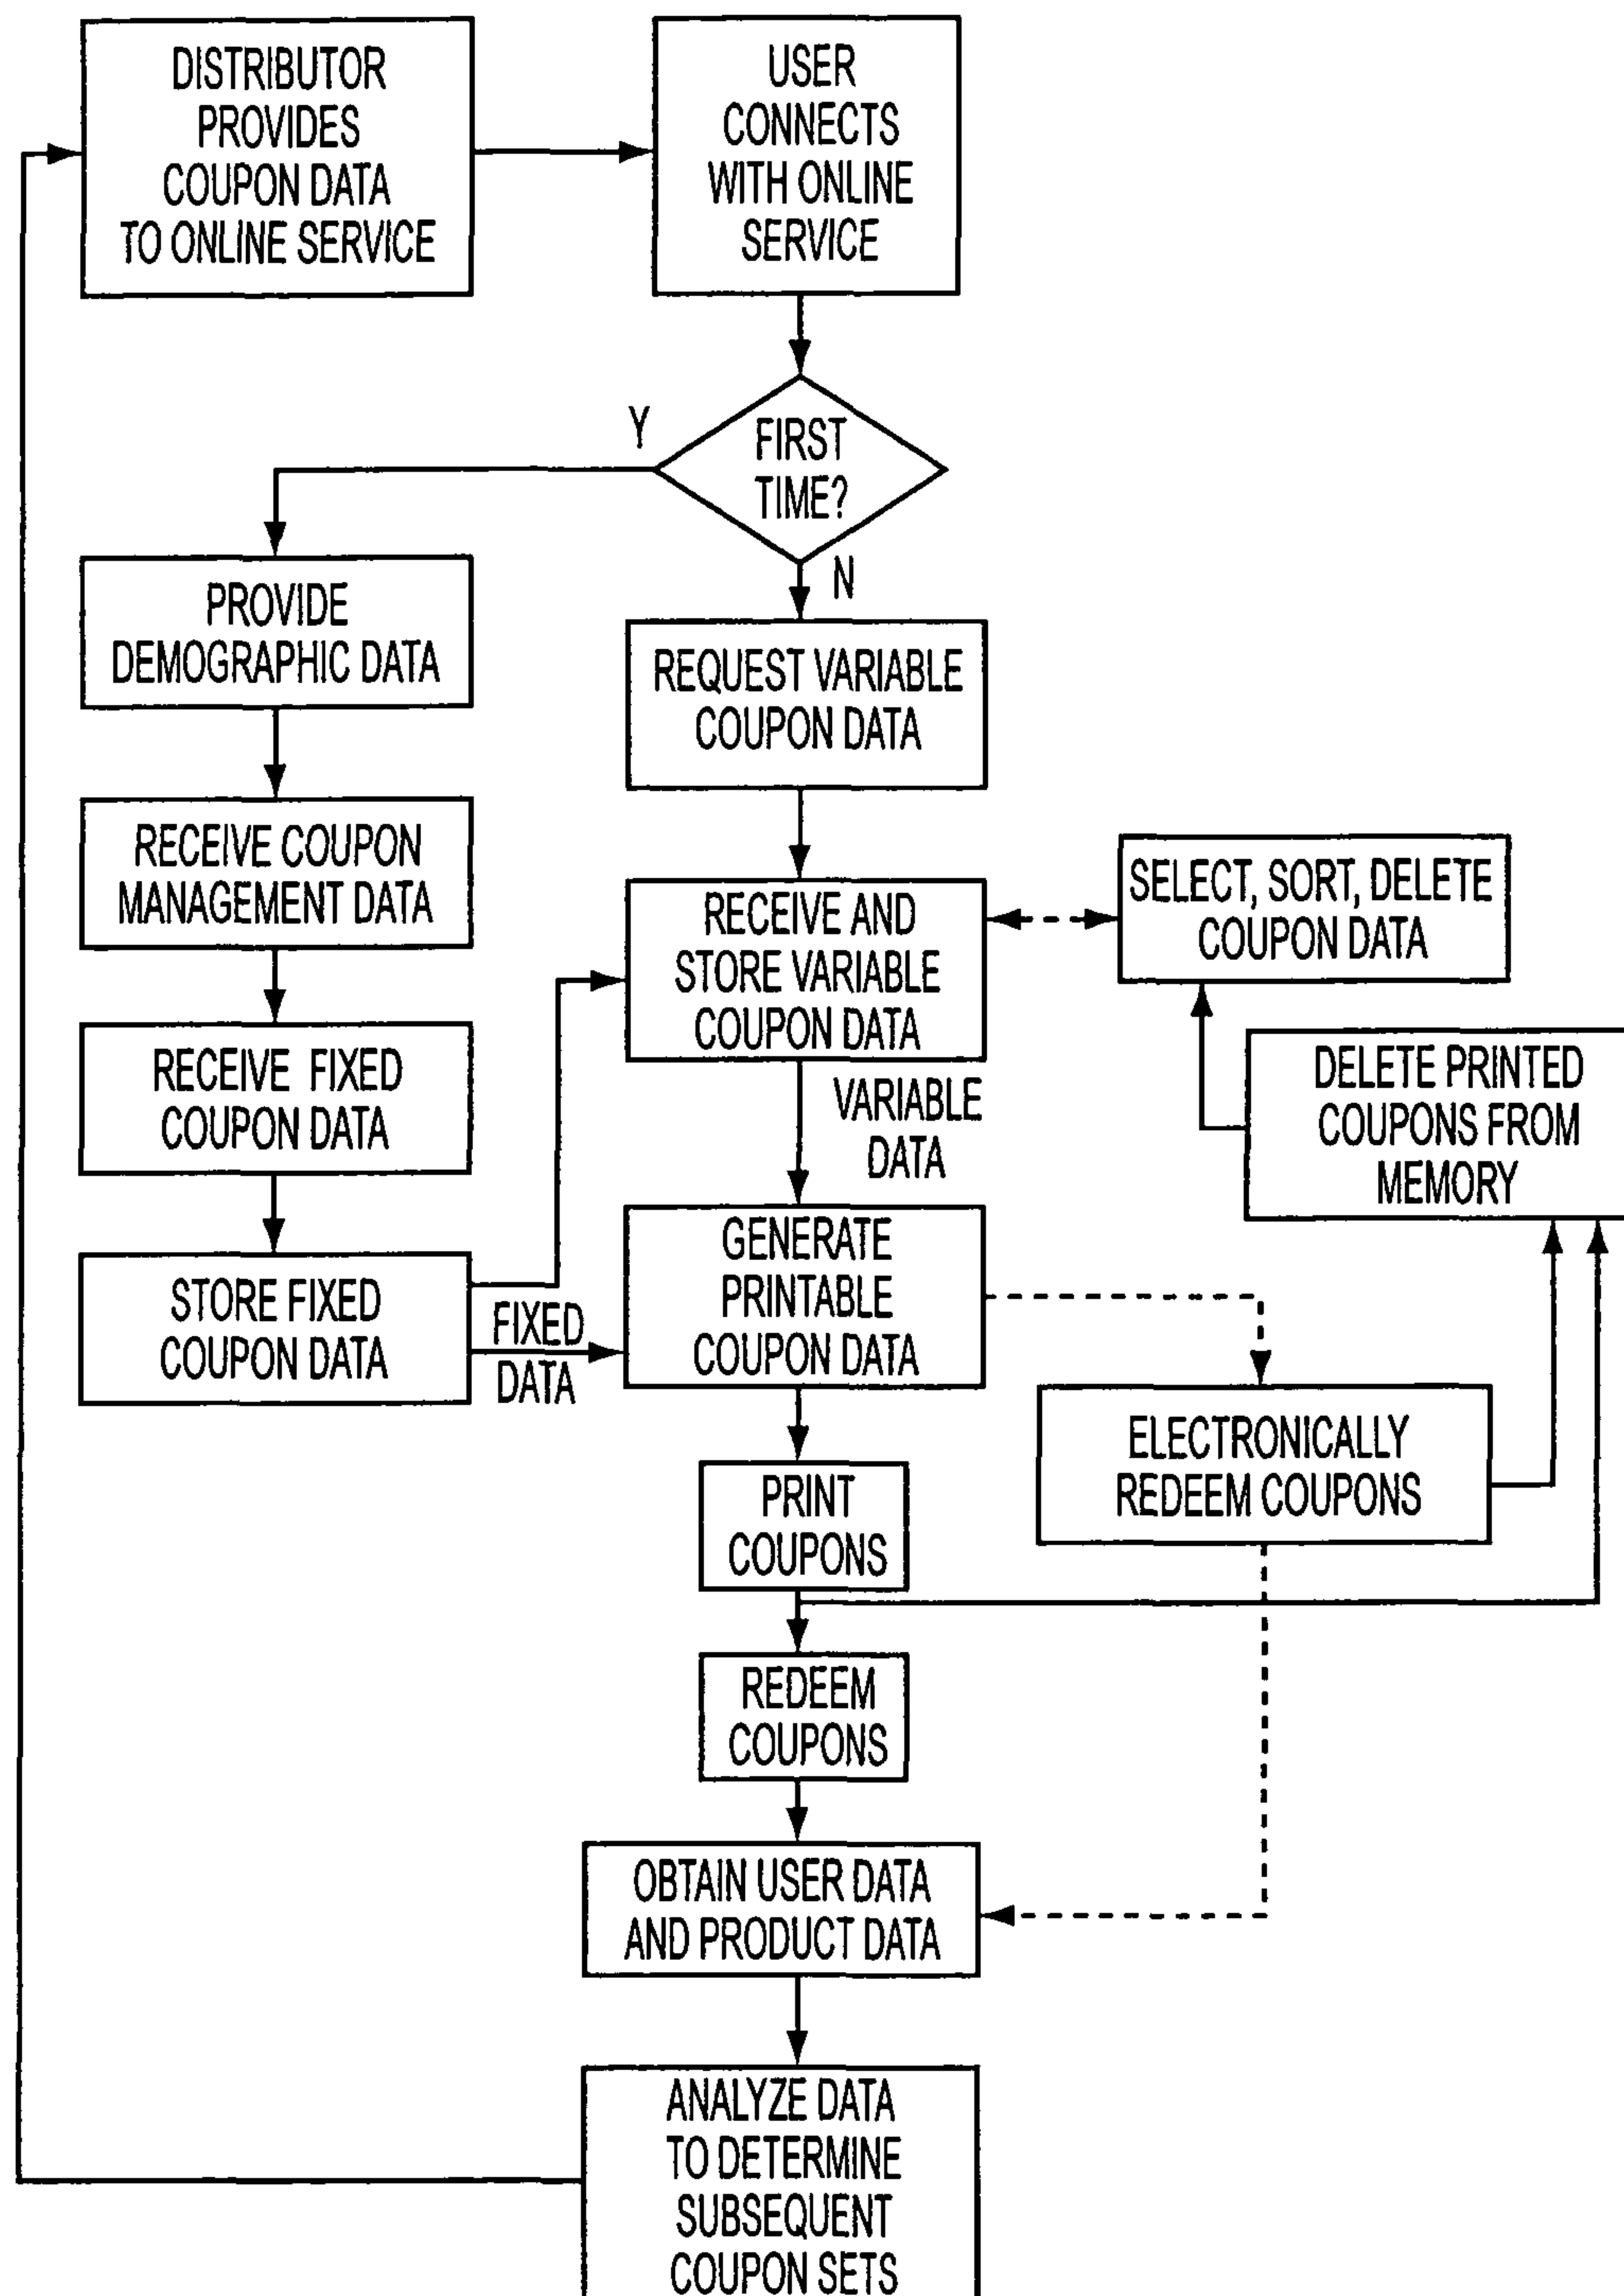 DISTRIBUTOR
PROVIDES
COUPON DATA
TO ONLINE SERVICE
USER
CONNECTS
WITH ONLINE
SERVICE
FIRST
TIME?
Y
N
PROVIDE
DEMOGRAPHIC DATA
REQUEST VARIABLE
COUPON DATA
RECEIVE COUPON
MANAGEMENT DATA
RECEIVE AND
STORE VARIABLE
COUPON DATA
SELECT, SORT, DELETE
COUPON DATA
RECEIVE FIXED
COUPON DATA
VARIABLE
DATA
DELETE PRINTED
COUPONS FROM
MEMORY
STORE FIXED
COUPON DATA
FIXED
DATA
GENERATE
PRINTABLE
COUPON DATA
ELECTRONICALLY
REDEEM COUPONS
PRINT
COUPONS
REDEEM
COUPONS
OBTAIN USER DATA
AND PRODUCT DATA
ANALYZE DATA
TO DETERMINE
SUBSEQUENT
COUPON SETS